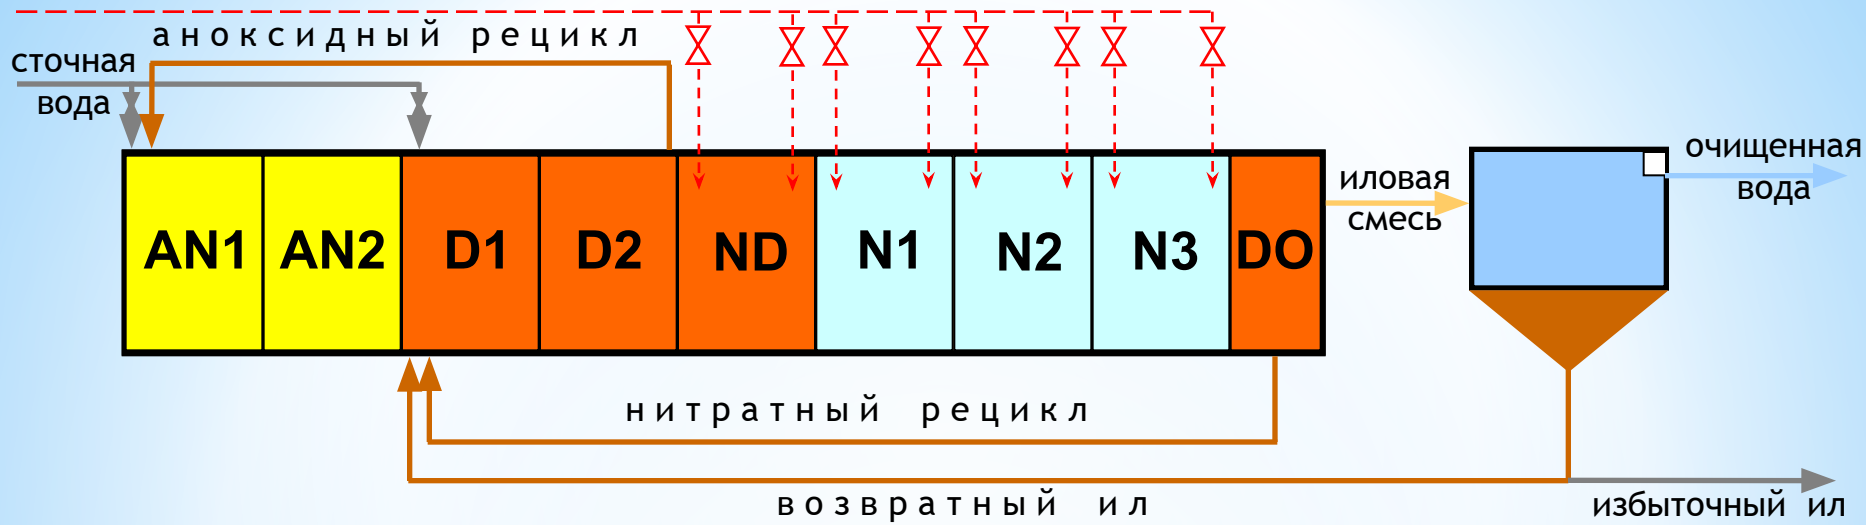 аноксидный рецикл
сточная
вода
очищенная
вода
иловая
смесь
AN1 AN2 D1 D2 ND N1 N2 N3 DO
нитратный рецикл
возвратный ил
избыточный ил